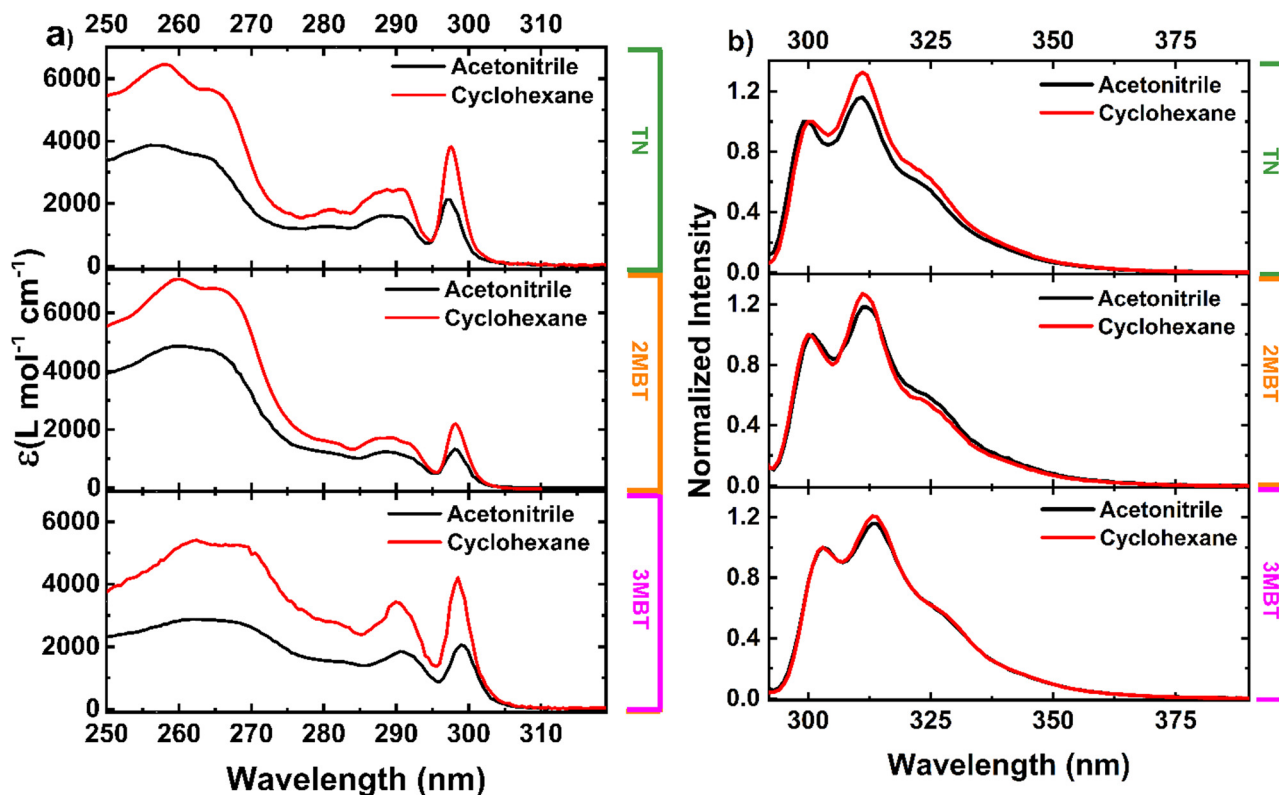 250 260 270 280 290 300 310
a)
6000
4000
2000
0
Acetonitrile
Cyclohexane
TN
6000
4000
2000
0
Acetonitrile
Cyclohexane
2MBT
6000
4000
2000
0
Acetonitrile
Cyclohexane
3MBT
250 260 270 280 290 300 310
ε(L mol⁻¹ cm⁻¹)
Wavelength (nm)
b)
300 325 350 375
1.2
0.8
0.4
0.0
Acetonitrile
Cyclohexane
TN
1.2
0.8
0.4
0.0
Acetonitrile
Cyclohexane
2MBT
1.2
0.8
0.4
0.0
Acetonitrile
Cyclohexane
3MBT
300 325 350 375
Normalized Intensity
Wavelength (nm)